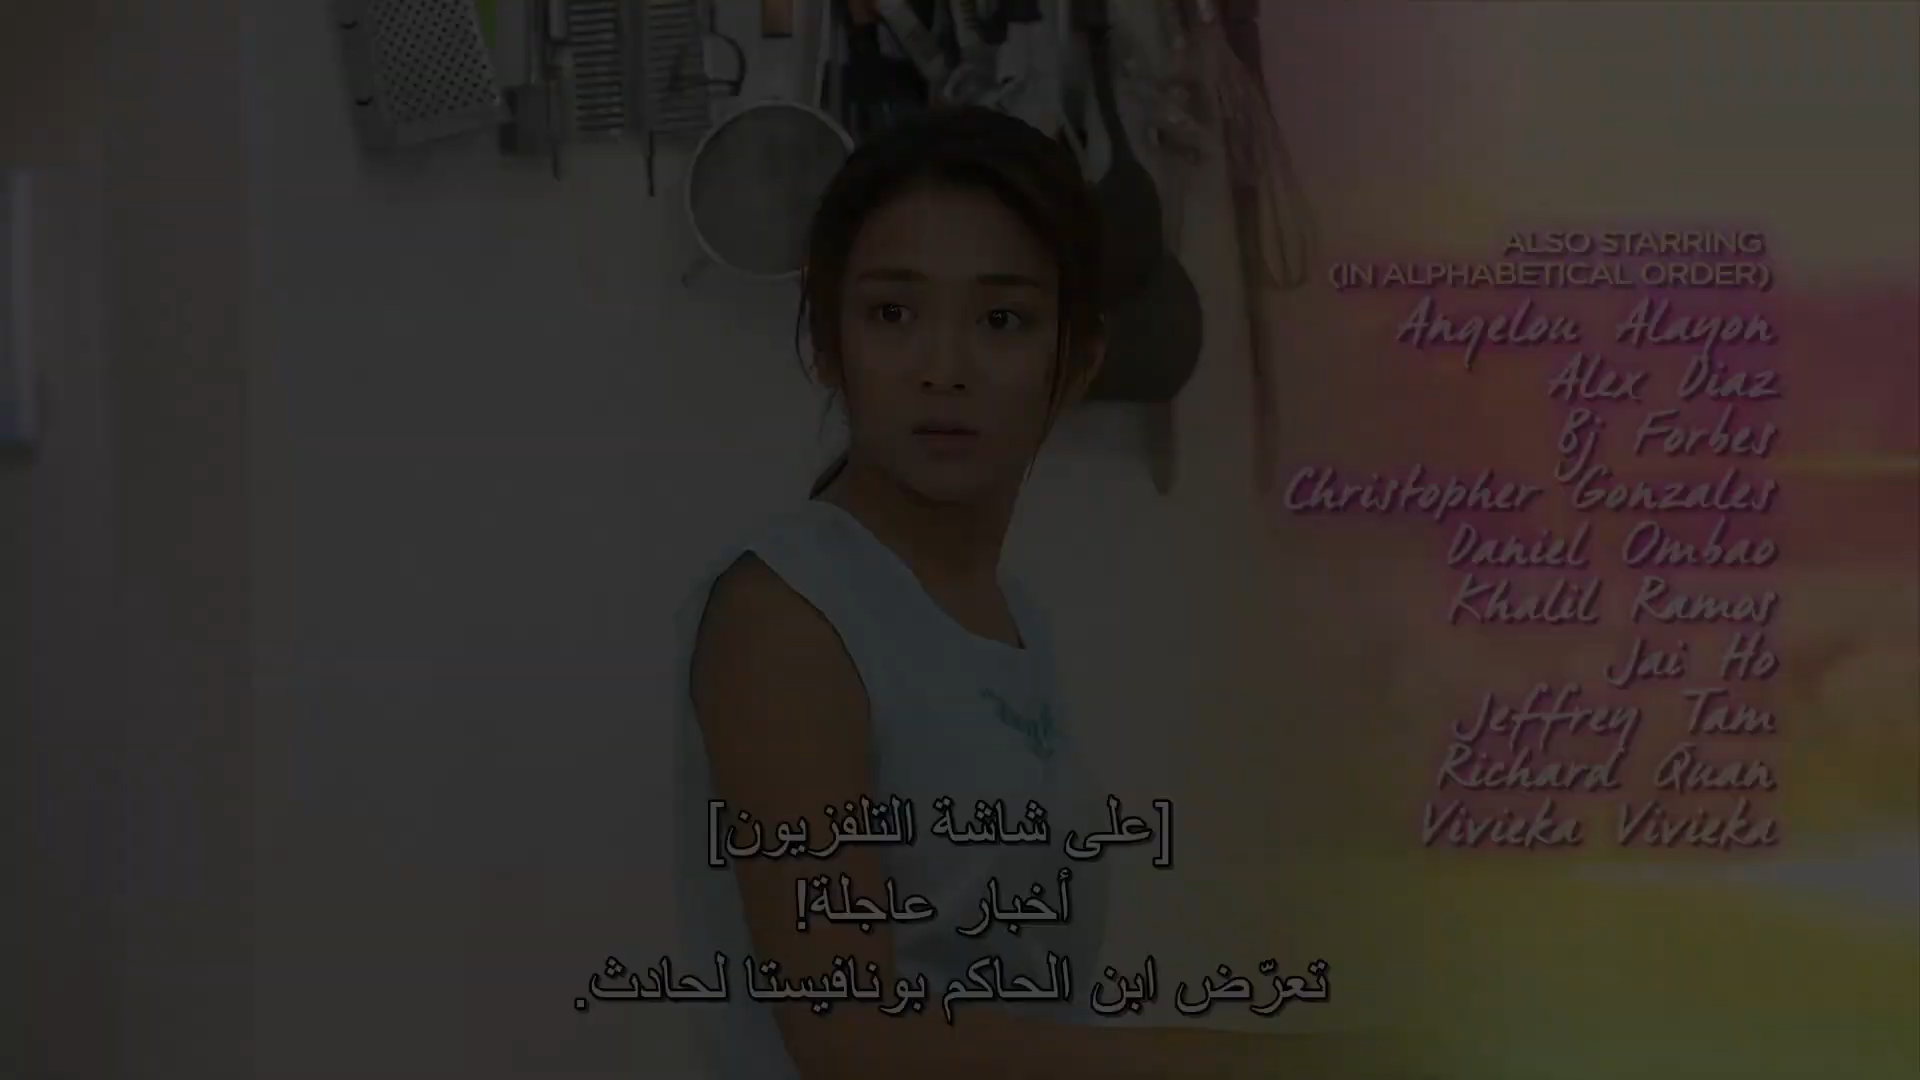 ALSO STARRING
(IN ALPHABETICAL ORDER)
Angelou Alayon
Alex Diaz
Bj Forbes
Christopher Gonzales
Daniel Ombao
Khalil Ramos
Jai Ho
Jeffrey Tam
Richard Quan
Vivieka Vivieka
[على شاشة التلفزيون]
أخبار عاجلة!
تعرّض ابن الحاكم بونافيستا لحادث.